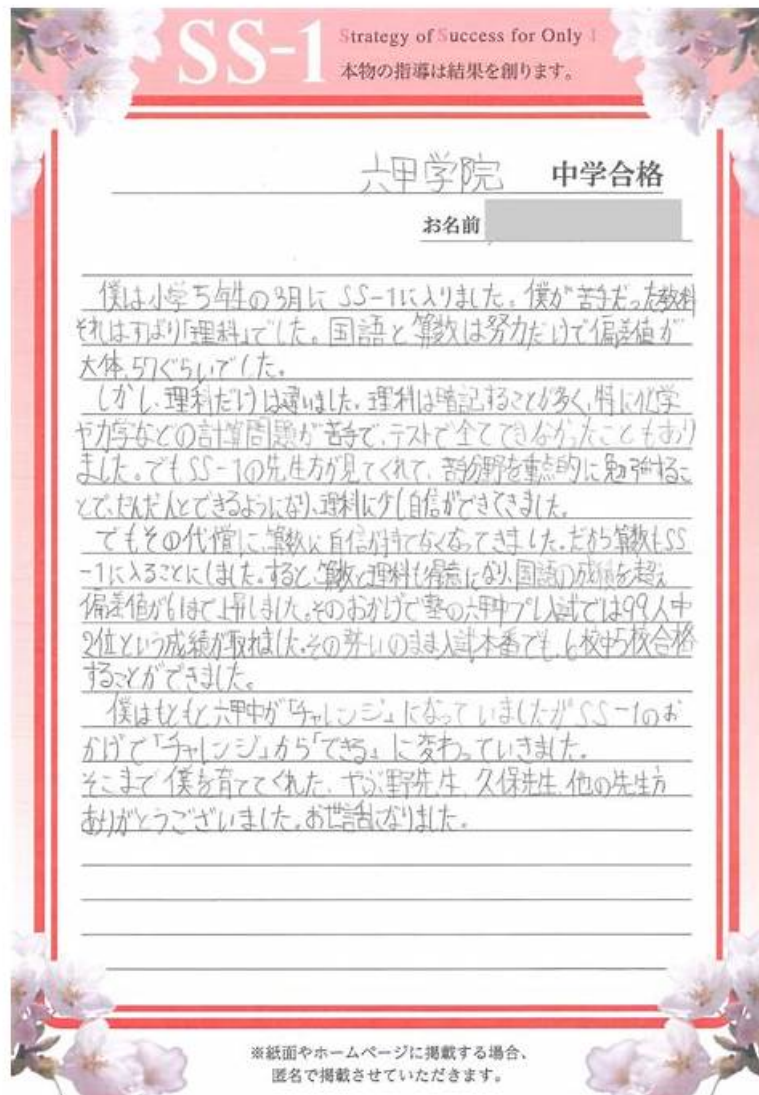 SS-1 Strategy of Success for Only 1
本物の指導は結果を創ります。
六甲学院 中学合格
お名前
僕は小学5年生の3月にSS-1に入りました。僕が苦手だった教科
それはずばり「理科」でした。国語と算数は努力だけで偏差値が
大体57ぐらいでした。
しかし、理科だけは違いました。理科は暗記することが多く、特に化学
や力学などの計算問題が苦手で、テストで全てできなかったこともあり
ました。でもSS-1の先生方が見てくれて、苦手分野を重点的に勉強するこ
とで、だんだんとできるようになり、理科に少し自信ができてきました。
でもその代償に、算数に自信が持てなくなってきました。だから算数もSS
-1に入ることにしました。すると、算数と理科も得意になり、国語の成績を超え
偏差値が61まで上昇しました。そのおかげで塾の六甲中プレ入試では99人中
2位という成績が取れました。その勢いのまま入試本番でも、6校中5校合格
することができました。
僕はもともと六甲中が「チャレンジ」になっていましたがSS-1のお
かげで「チャレンジ」から「できる」に変わっていきました。
そこまで僕を育ててくれた、やぶ野先生、久保先生、他の先生方
ありがとうございました。お世話になりました。
※紙面やホームページに掲載する場合、
匿名で掲載させていただきます。